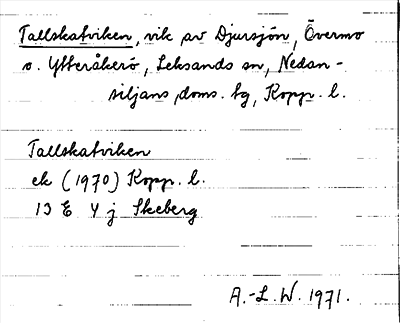 Tallskatviken, vik av Djursjön, Övermo
o. Ytteråkerö, Leksands sn, Nedan-
siljans doms. tg, Kopp. l.
Tallskatviken
ek (1970) Kopp. l.
13 E 4 j Skeberg
A.-L. W. 1971.